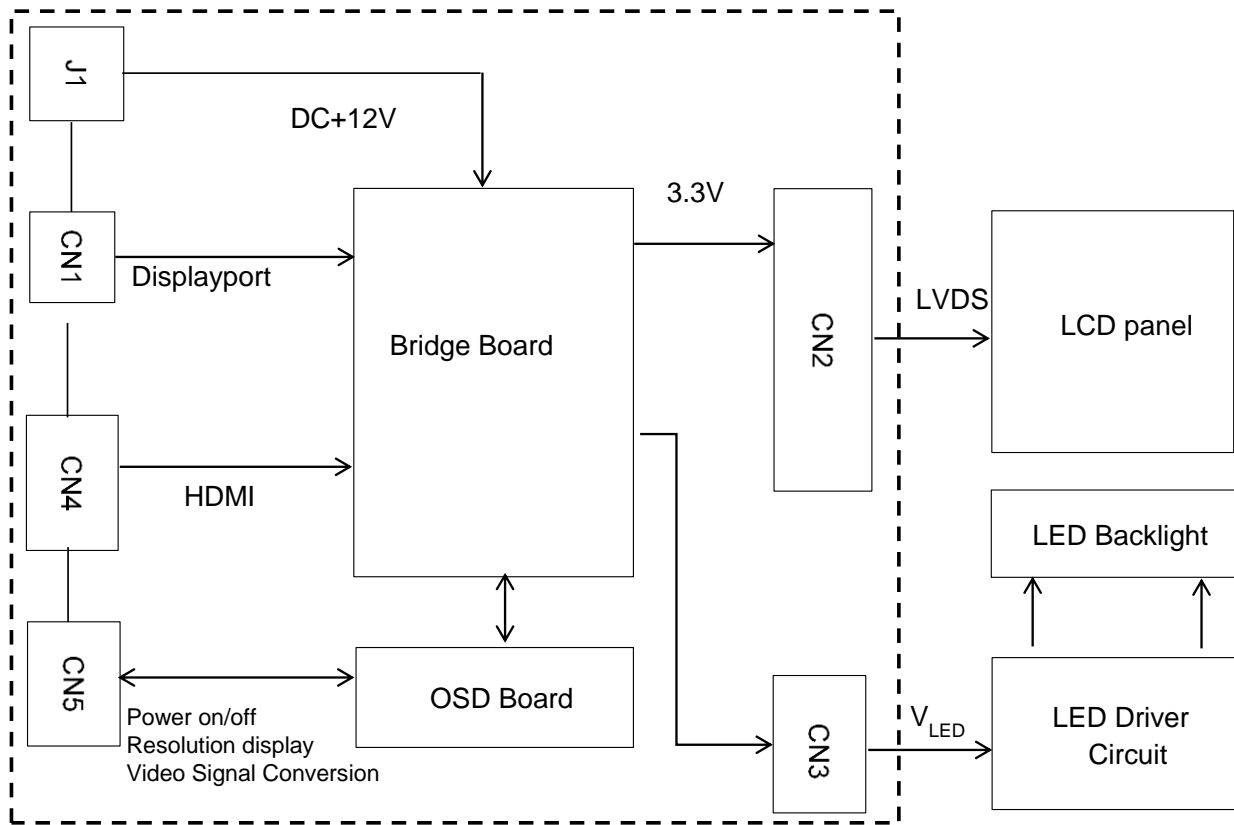 J1
DC+12V
3.3V
CN1
Displayport
Bridge Board
CN2
LVDS
LCD panel
CN4
HDMI
LED Backlight
CN5
OSD Board
Power on/off
Resolution display
Video Signal Conversion
CN3
VLED
LED Driver
Circuit